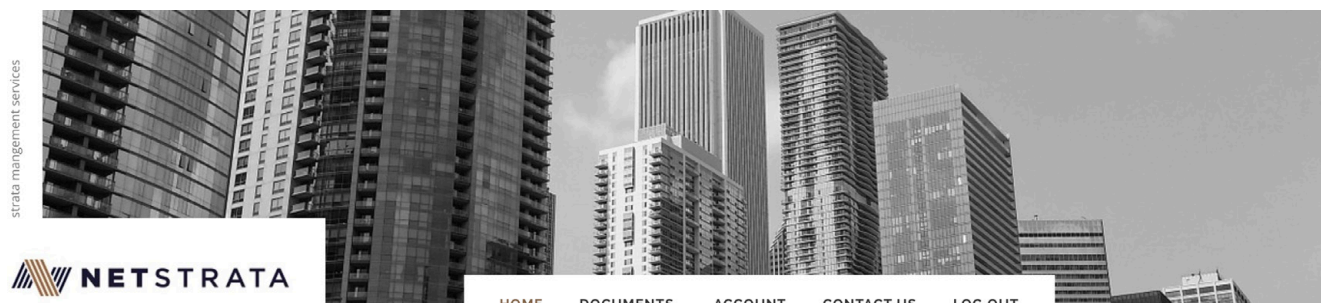 strata mangement services
NETSTRATA
HOME DOCUMENTS ACCOUNT CONTACT US LOG OUT